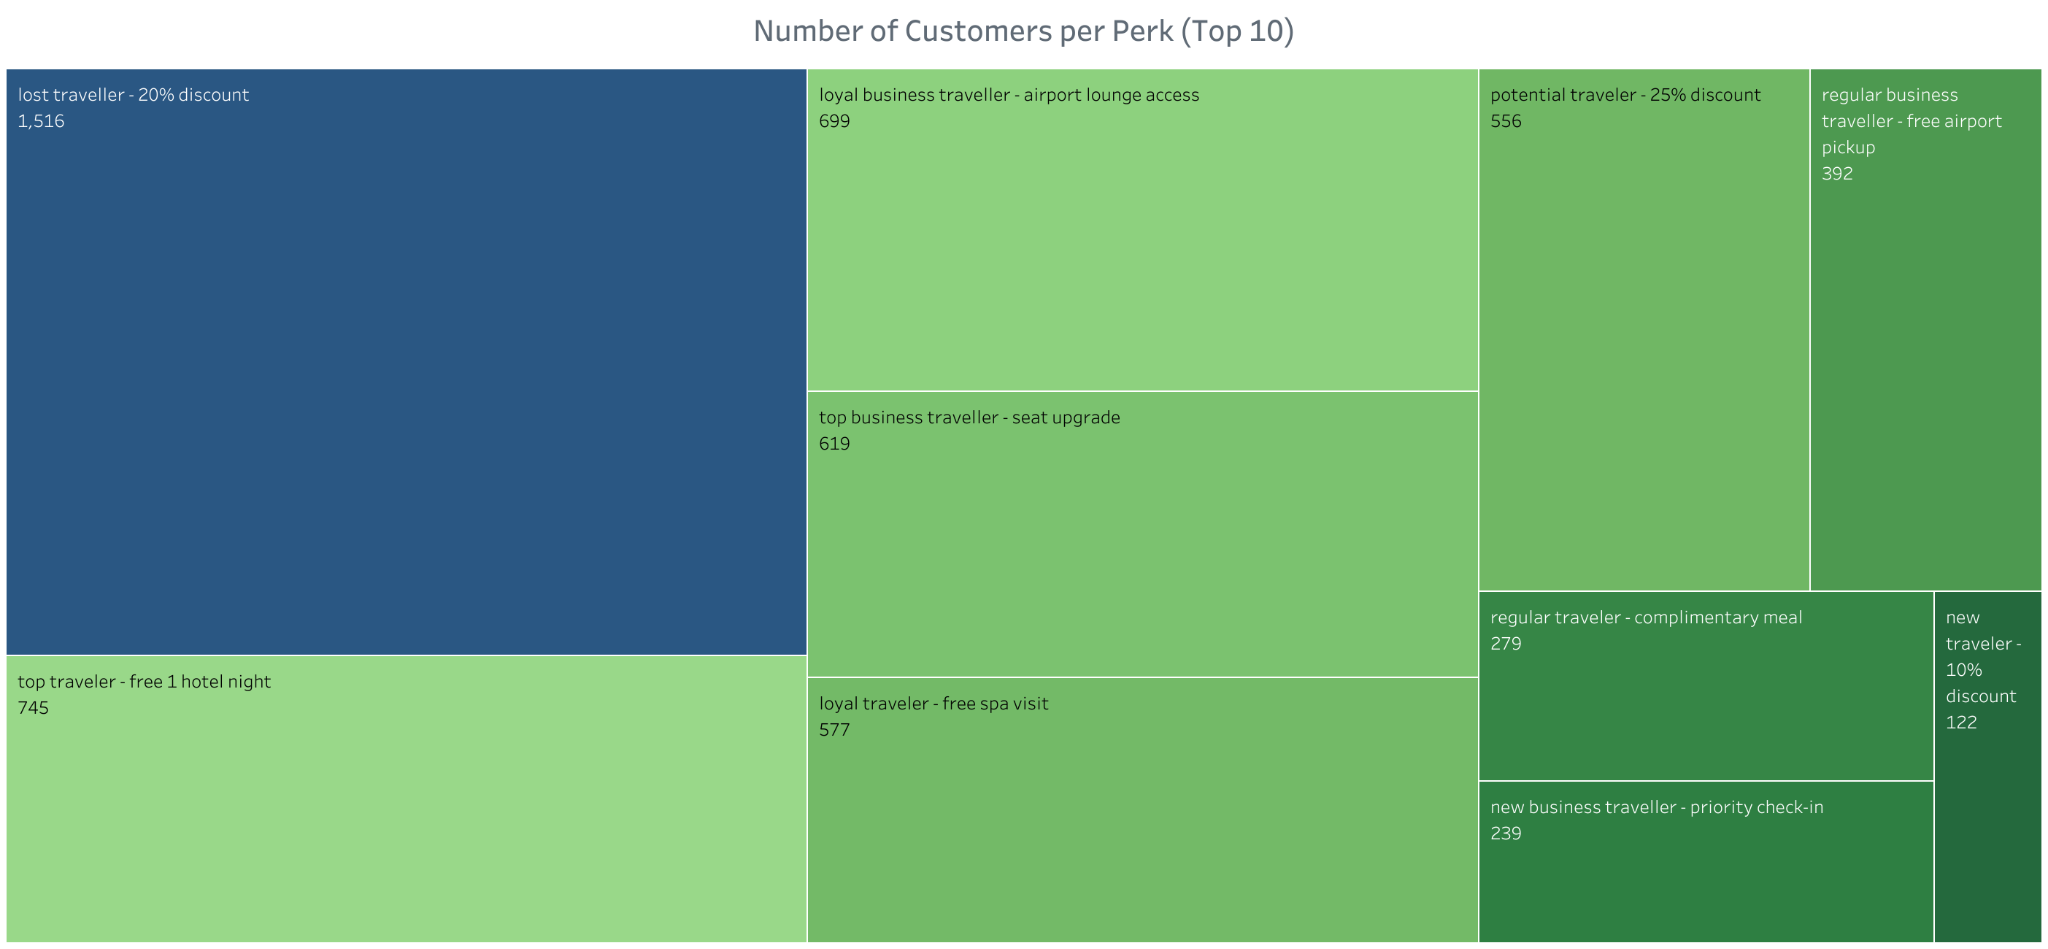 Number of Customers per Perk (Top 10)
lost traveller - 20% discount
1,516
top traveler - free 1 hotel night
745
loyal business traveller - airport lounge access
699
top business traveller - seat upgrade
619
loyal traveler - free spa visit
577
potential traveler - 25% discount
556
regular business
traveller - free airport
pickup
392
regular traveler - complimentary meal
279
new business traveller - priority check-in
239
new
traveler -
10%
discount
122